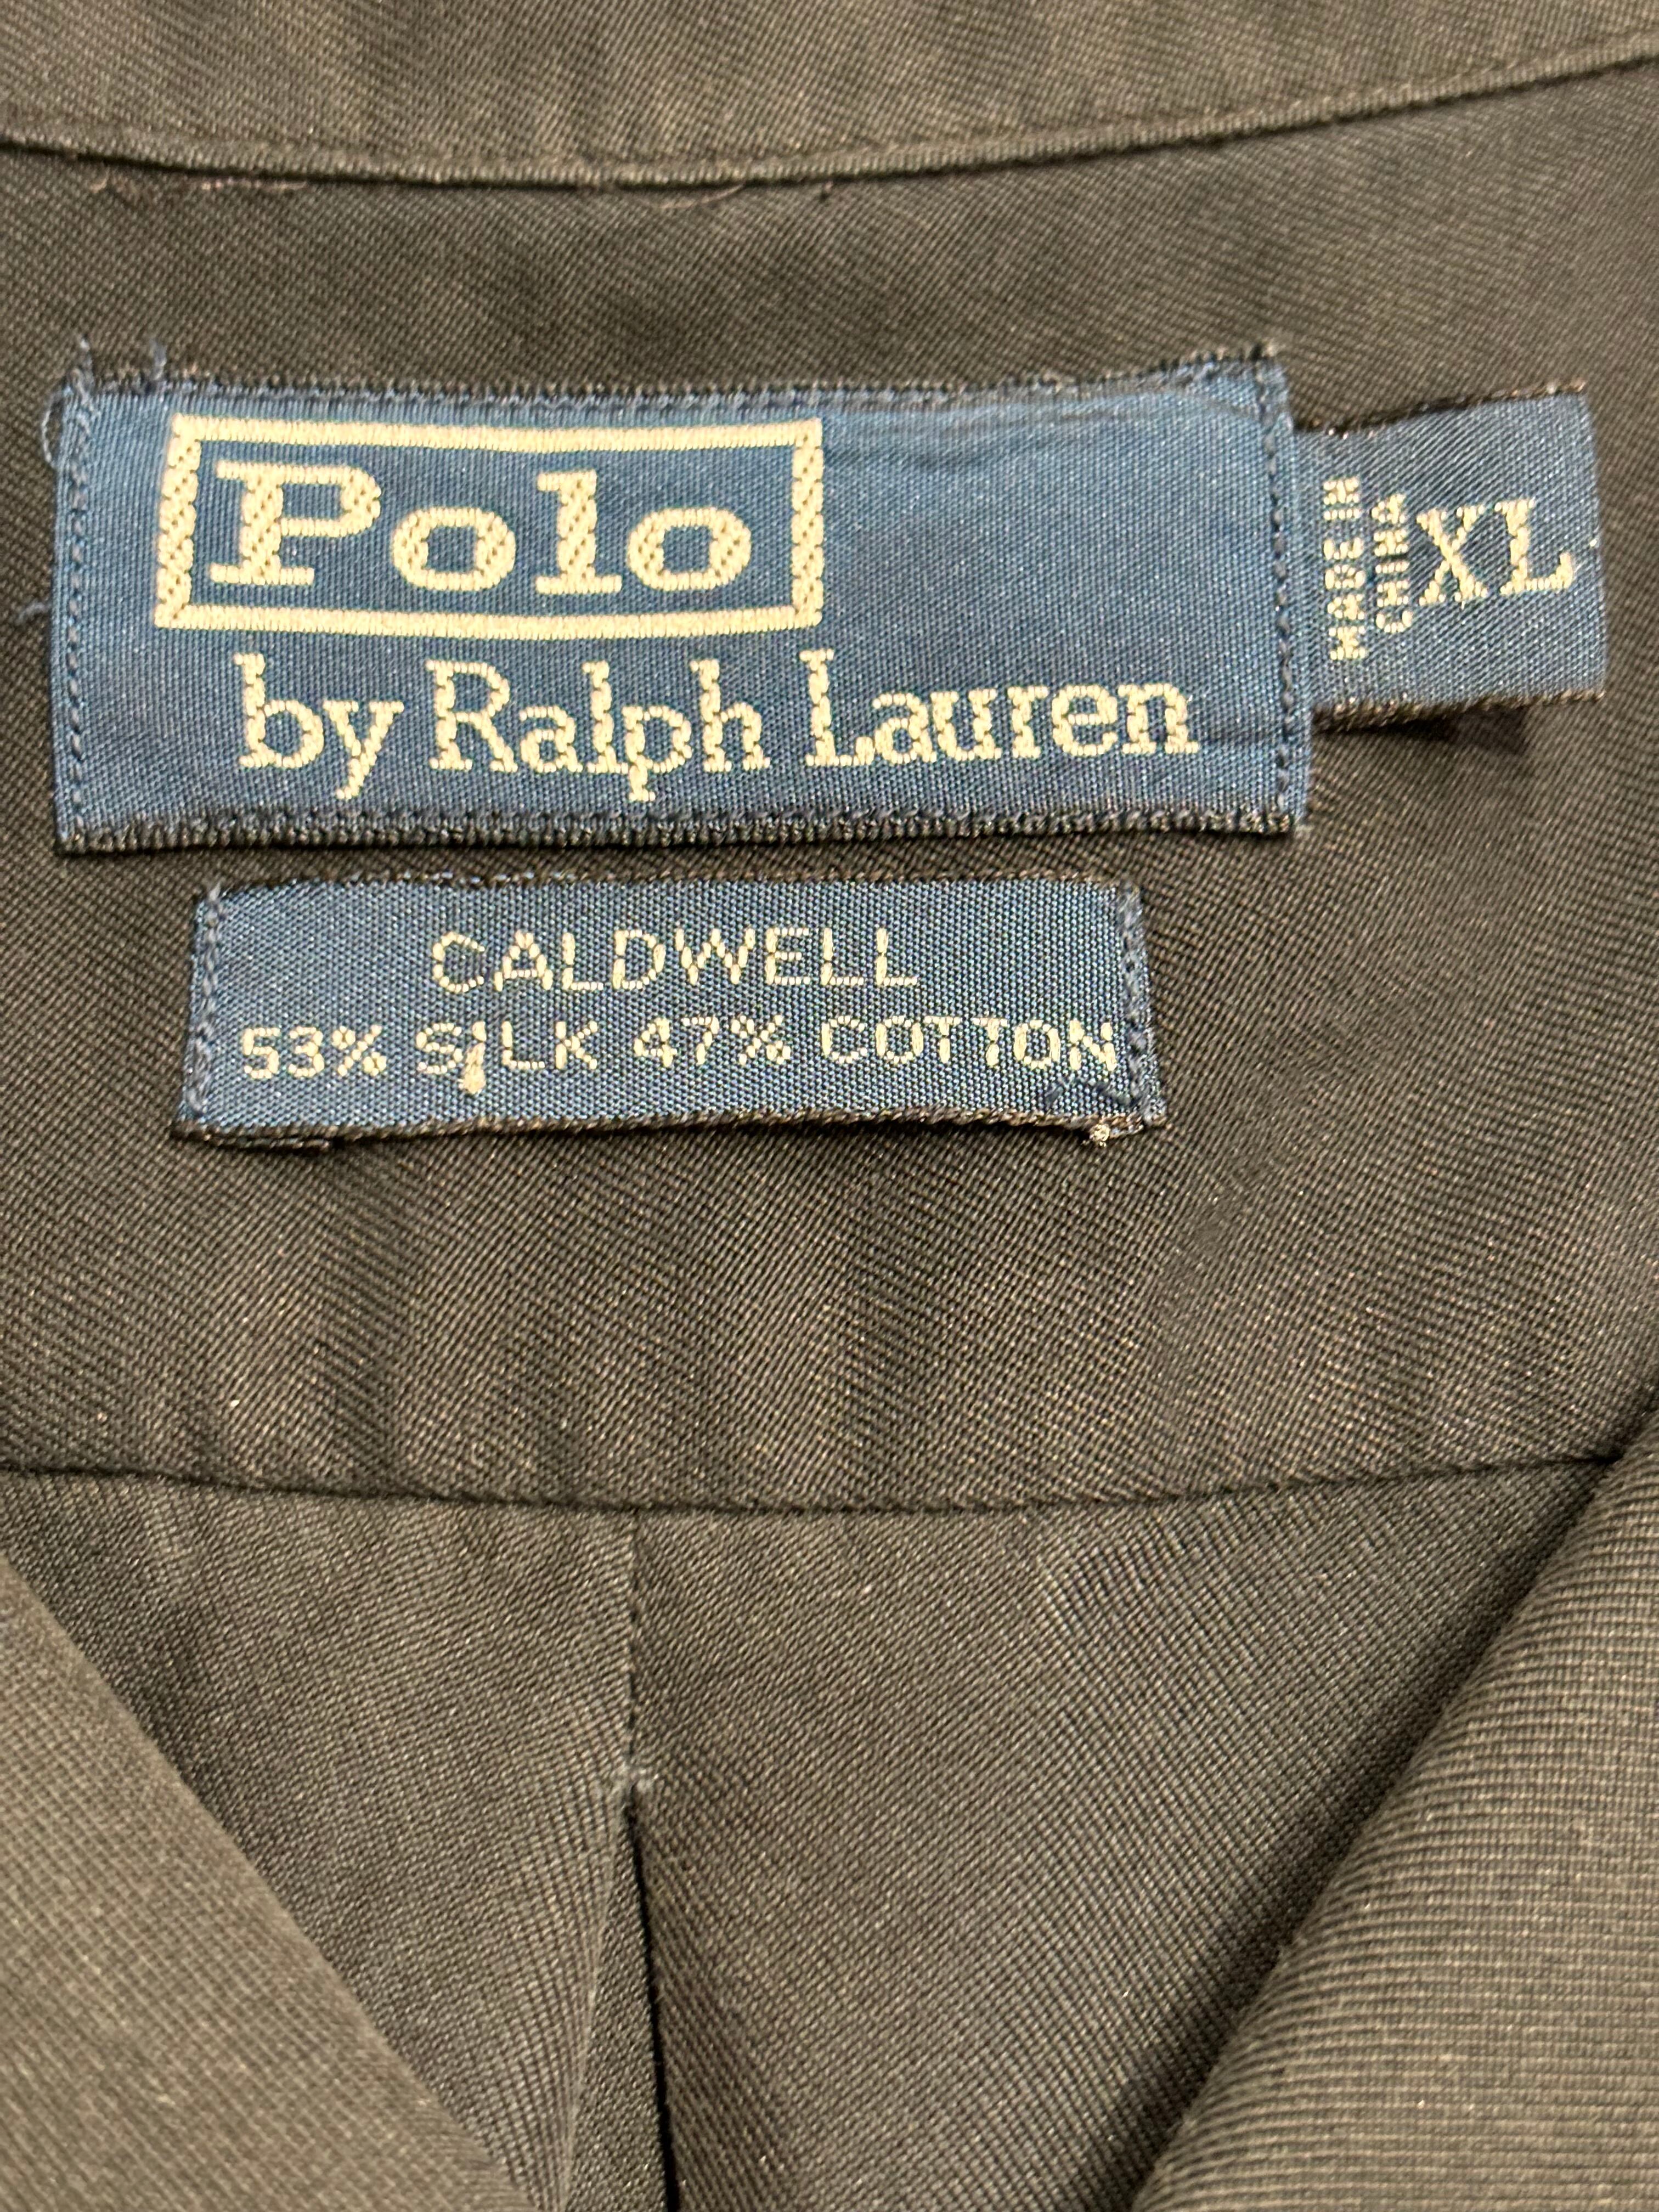 Polo
by Ralph Lauren
MADE IN
CHINA
XL
CALDWELL
53% SILK 47% COTTON